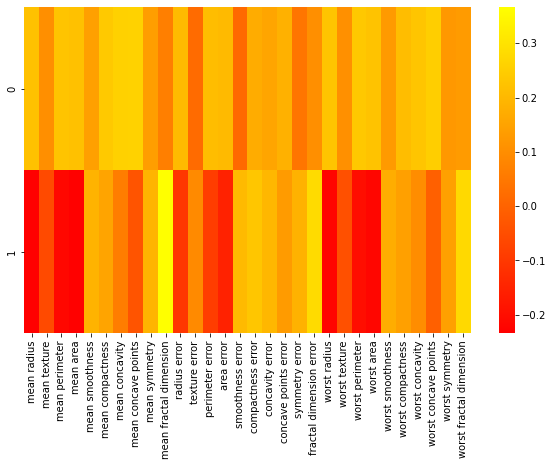 0
1
mean radius
mean texture
mean perimeter
mean area
mean smoothness
mean compactness
mean concavity
mean concave points
mean symmetry
mean fractal dimension
radius error
texture error
perimeter error
area error
smoothness error
compactness error
concavity error
concave points error
symmetry error
fractal dimension error
worst radius
worst texture
worst perimeter
worst area
worst smoothness
worst compactness
worst concavity
worst concave points
worst symmetry
worst fractal dimension
0.3
0.2
0.1
0.0
−0.1
−0.2